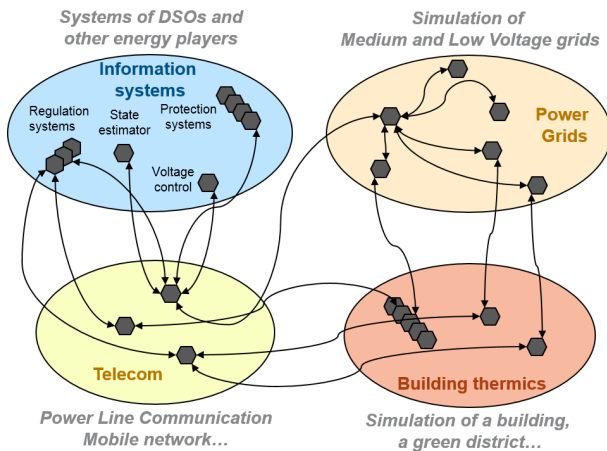 Systems of DSOs and
other energy players
Simulation of
Medium and Low Voltage grids
Information
systems
Regulation
systems
State
estimator
Protection
systems
Voltage
control
Power
Grids
Telecom
Building thermics
Power Line Communication
Mobile network...
Simulation of a building,
a green district...